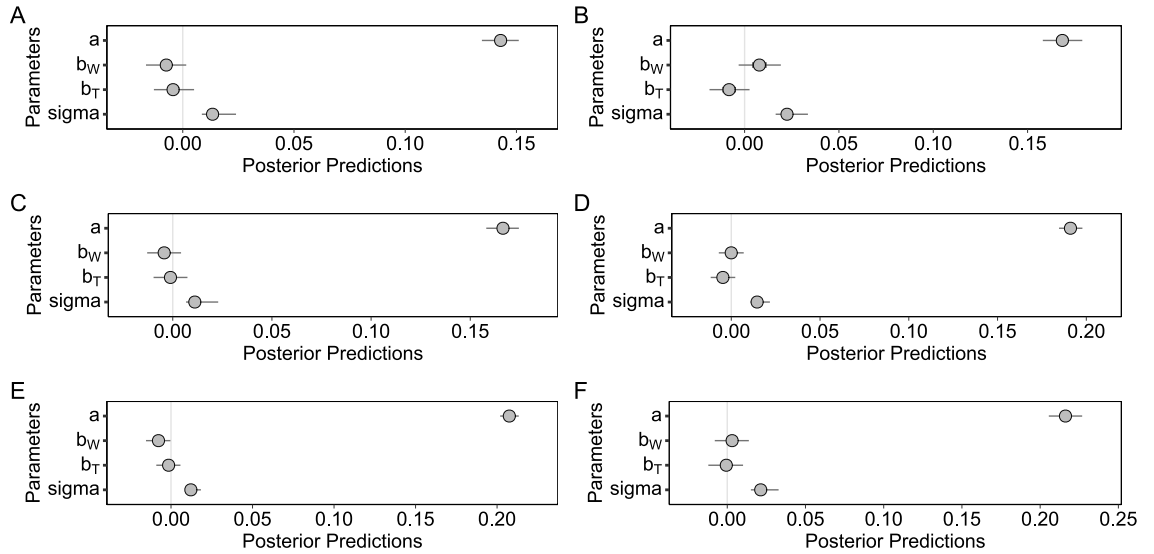 A
Parameters
a
bW
bT
sigma
0.00 0.05 0.10 0.15
Posterior Predictions
B
Parameters
a
bW
bT
sigma
0.00 0.05 0.10 0.15
Posterior Predictions
C
Parameters
a
bW
bT
sigma
0.00 0.05 0.10 0.15
Posterior Predictions
D
Parameters
a
bW
bT
sigma
0.00 0.05 0.10 0.15 0.20
Posterior Predictions
E
Parameters
a
bW
bT
sigma
0.00 0.05 0.10 0.15 0.20
Posterior Predictions
F
Parameters
a
bW
bT
sigma
0.00 0.05 0.10 0.15 0.20 0.25
Posterior Predictions